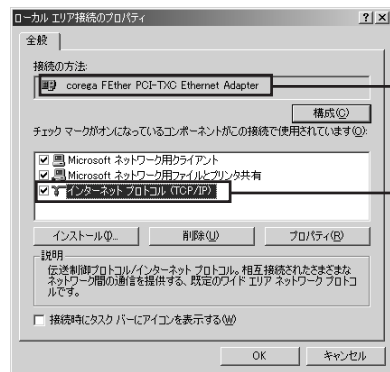 ローカル エリア接続のプロパティ
? ×
全般
接続の方法:
corega FEther PCI-TXC Ethernet Adapter
構成(C)
チェック マークがオンになっているコンポーネントがこの接続で使用されています(O):
Microsoft ネットワーク用クライアント
Microsoft ネットワーク用ファイルとプリンタ共有
インターネット プロトコル (TCP/IP)
インストール(I)... 削除(U) プロパティ(R)
説明
伝送制御プロトコル/インターネット プロトコル。相互接続されたさまざまな
ネットワーク間の通信を提供する、既定のワイド エリア ネットワーク プロトコ
ルです。
接続時にタスク バーにアイコンを表示する(W)
OK キャンセル